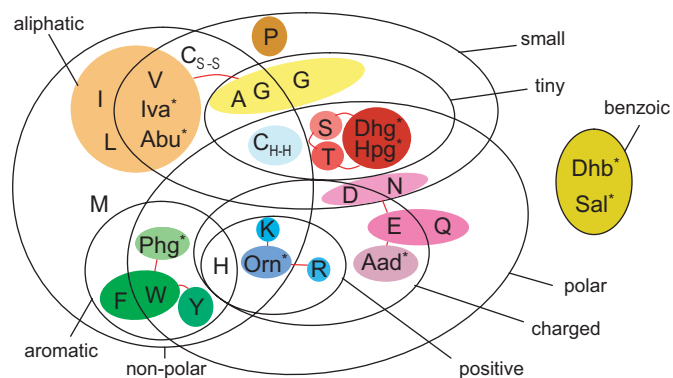 aliphatic
P
small
C S-S
V
I
Iva*
A G G
tiny
L
Abu*
S
Dhg*
benzoic
C H-H
T
Hpg*
Dhb*
D N
Sal*
M
E Q
K
Phg*
H
Orn*
R
Aad*
F W
Y
polar
charged
aromatic
non-polar
positive